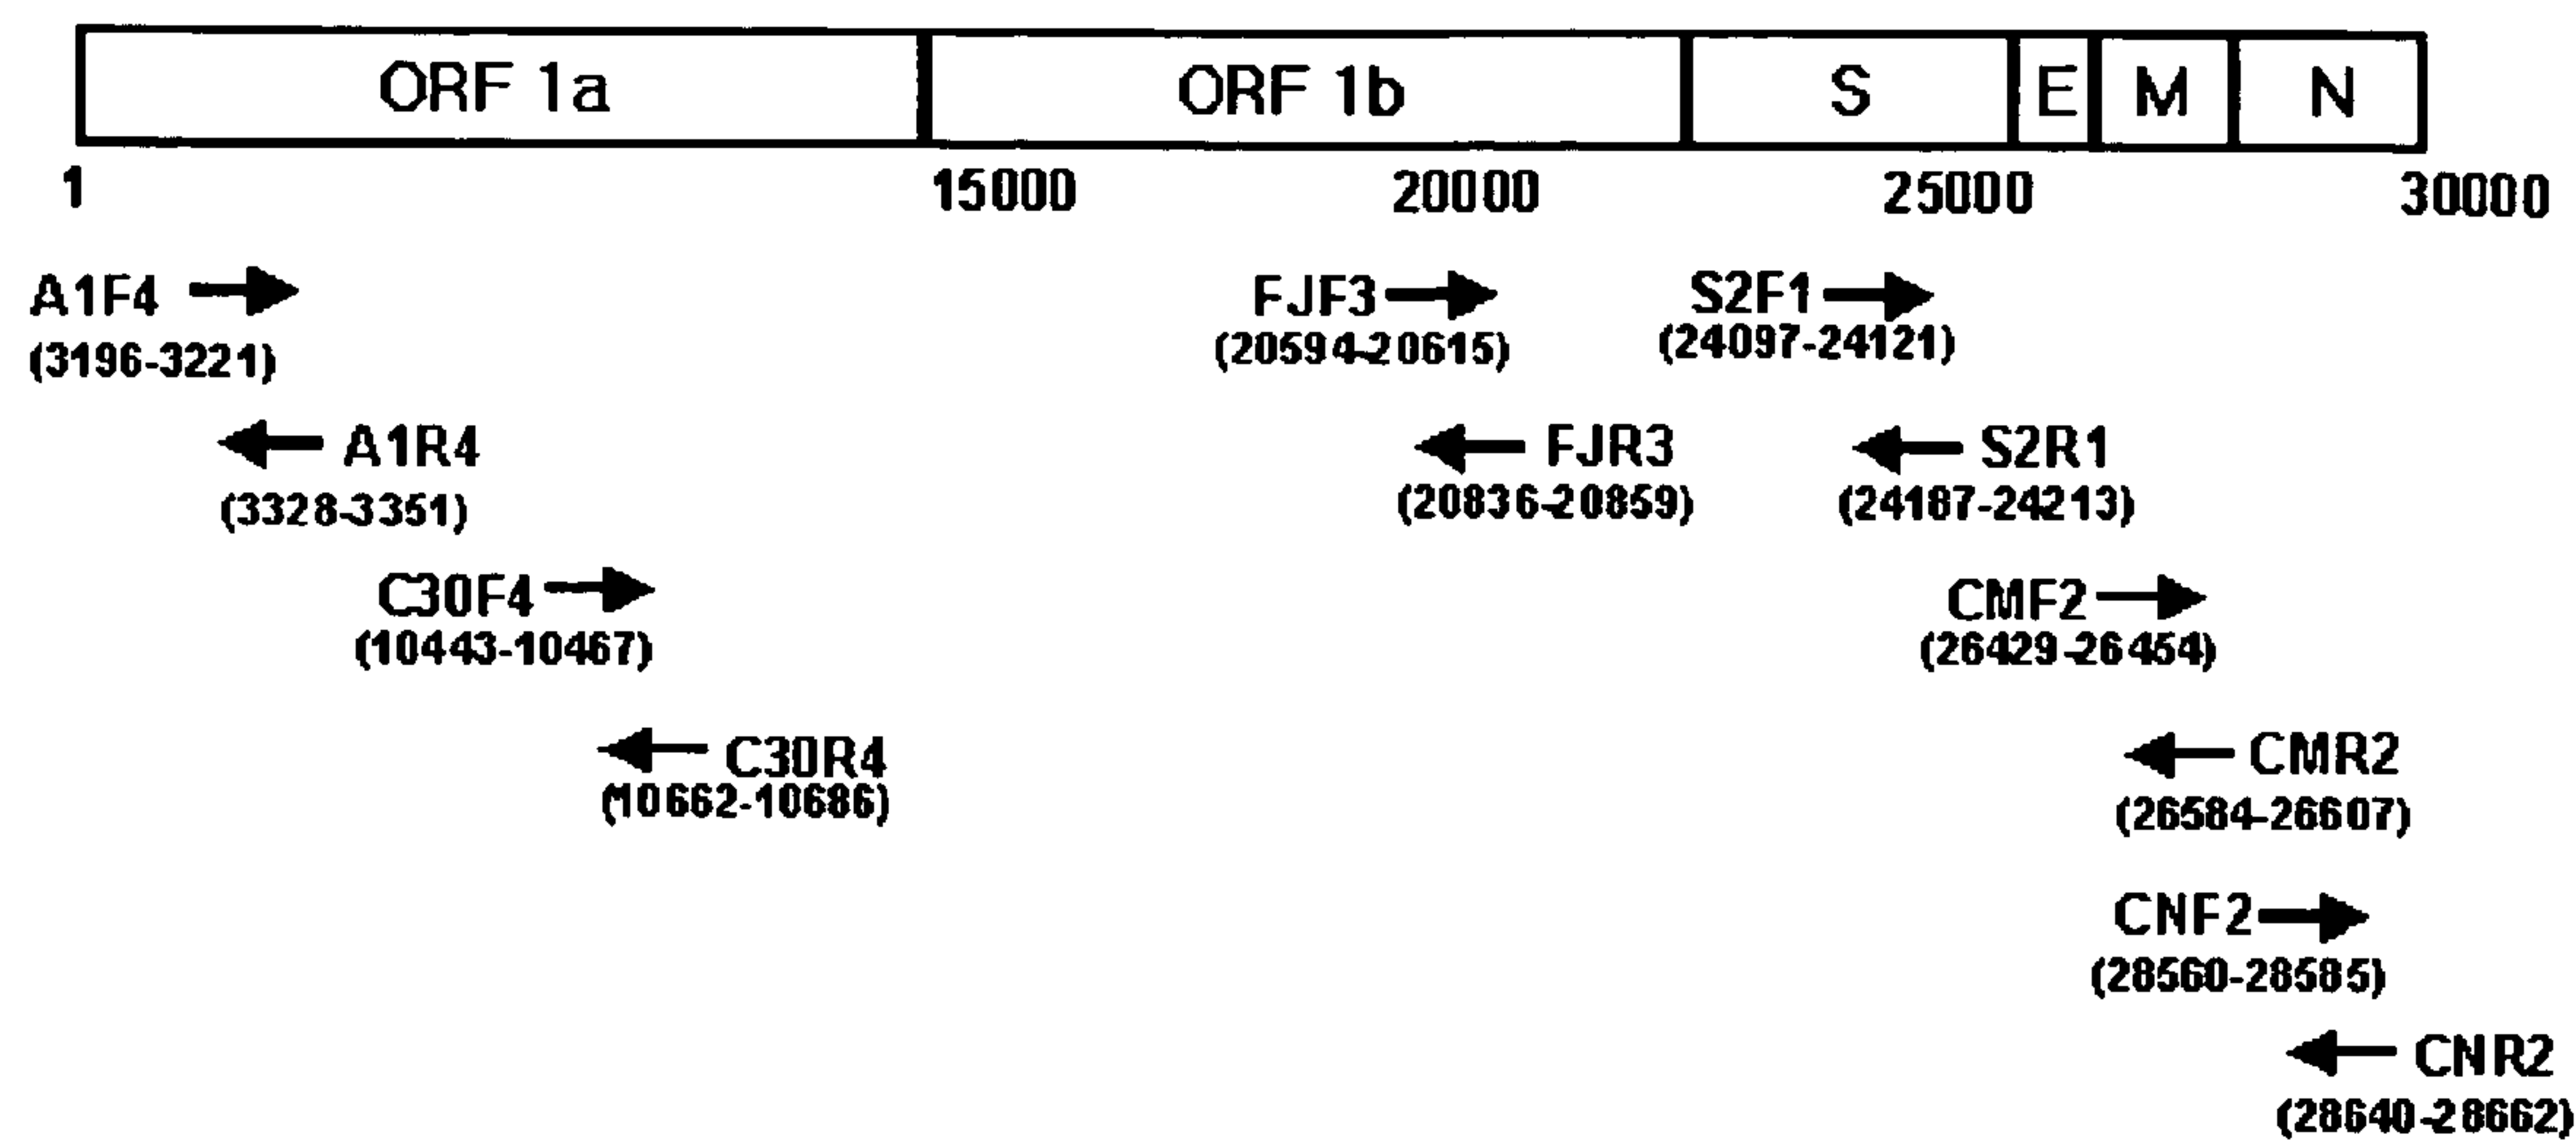 ORF 1a ORF 1b S E M N
1 15000 20000 25000 30000
A1F4 FJF3 S2F1
(3196-3221) (20594-20615) (24097-24121)
A1R4 FJR3 S2R1
(3328-3351) (20836-20859) (24187-24213)
C30F4 CMF2
(10443-10467) (26429-26454)
C30R4 CMR2
(10662-10686) (26584-26607)
CNF2
(28560-28585)
CNR2
(28640-28662)